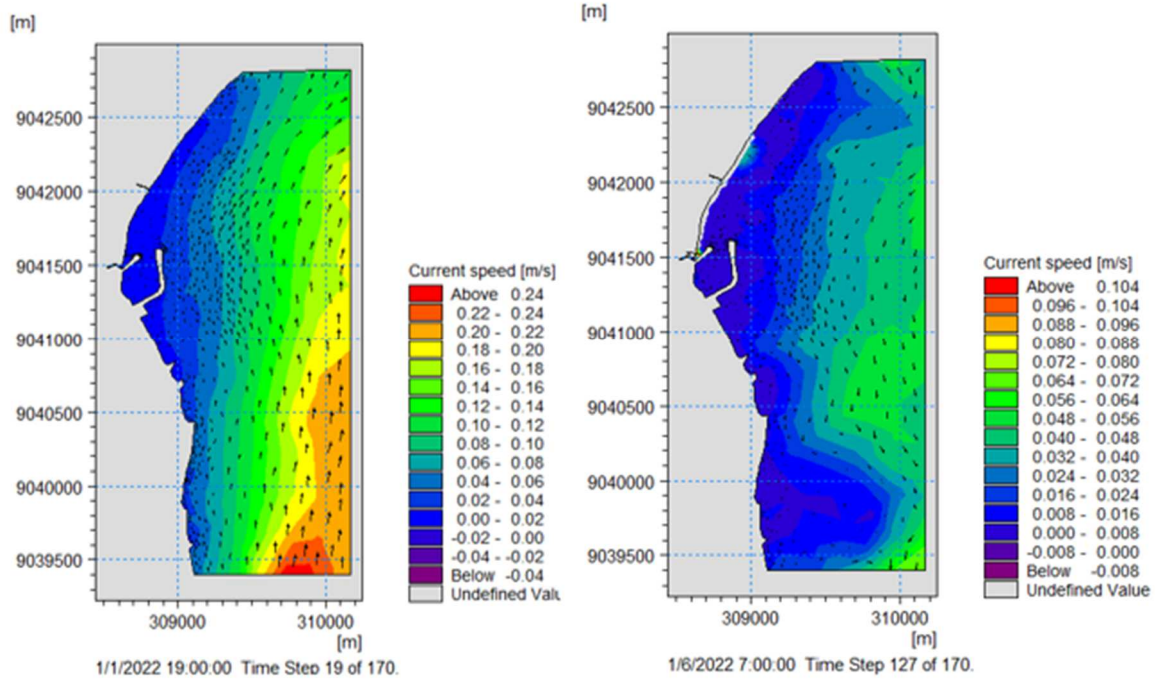 [m]
9042500
9042000
9041500
9041000
9040500
9040000
9039500
309000 310000
[m]
1/1/2022 19:00:00 Time Step 19 of 170.
Current speed [m/s]
Above 0.24
0.22 - 0.24
0.20 - 0.22
0.18 - 0.20
0.16 - 0.18
0.14 - 0.16
0.12 - 0.14
0.10 - 0.12
0.08 - 0.10
0.06 - 0.08
0.04 - 0.06
0.02 - 0.04
0.00 - 0.02
-0.02 - 0.00
-0.04 - -0.02
Below -0.04
Undefined Valu
[m]
9042500
9042000
9041500
9041000
9040500
9040000
9039500
309000 310000
[m]
1/6/2022 7:00:00 Time Step 127 of 170.
Current speed [m/s]
Above 0.104
0.096 - 0.104
0.088 - 0.096
0.080 - 0.088
0.072 - 0.080
0.064 - 0.072
0.056 - 0.064
0.048 - 0.056
0.040 - 0.048
0.032 - 0.040
0.024 - 0.032
0.016 - 0.024
0.008 - 0.016
0.000 - 0.008
-0.008 - 0.000
Below -0.008
Undefined Value